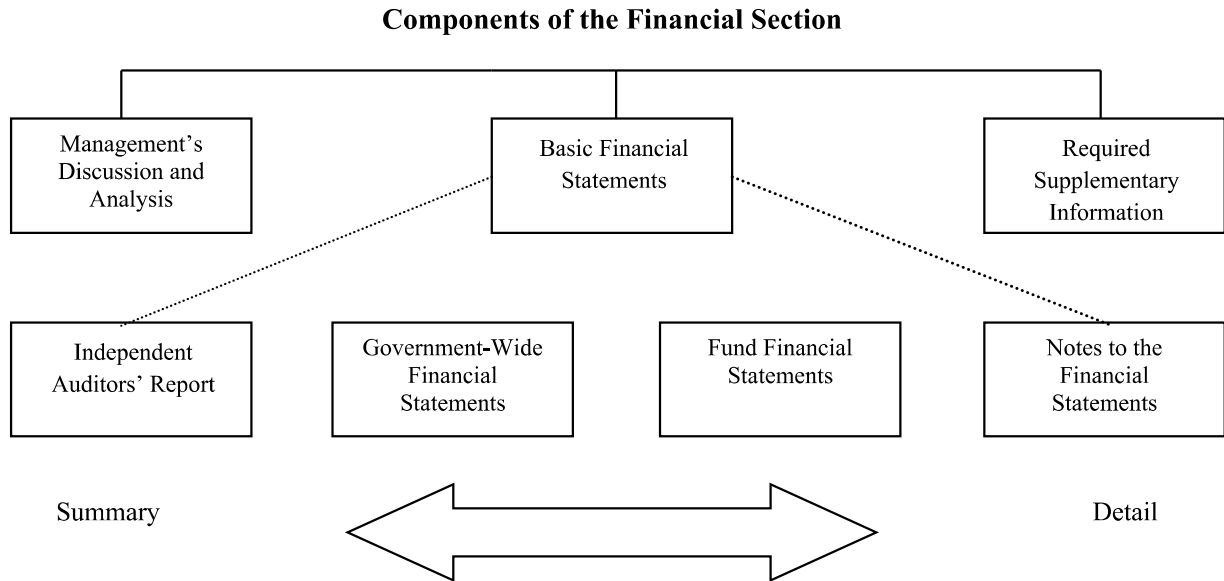 Components of the Financial Section
Management’s
Discussion and
Analysis
Basic Financial
Statements
Required
Supplementary
Information
Independent
Auditors’ Report
Government-Wide
Financial
Statements
Fund Financial
Statements
Notes to the
Financial
Statements
Summary
Detail